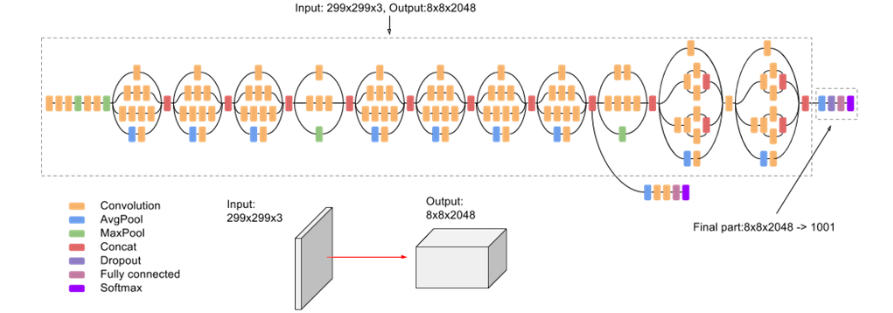 Input: 299x299x3, Output:8x8x2048
Convolution
AvgPool
MaxPool
Concat
Dropout
Fully connected
Softmax
Input:
299x299x3
Output:
8x8x2048
Final part:8x8x2048 -> 1001